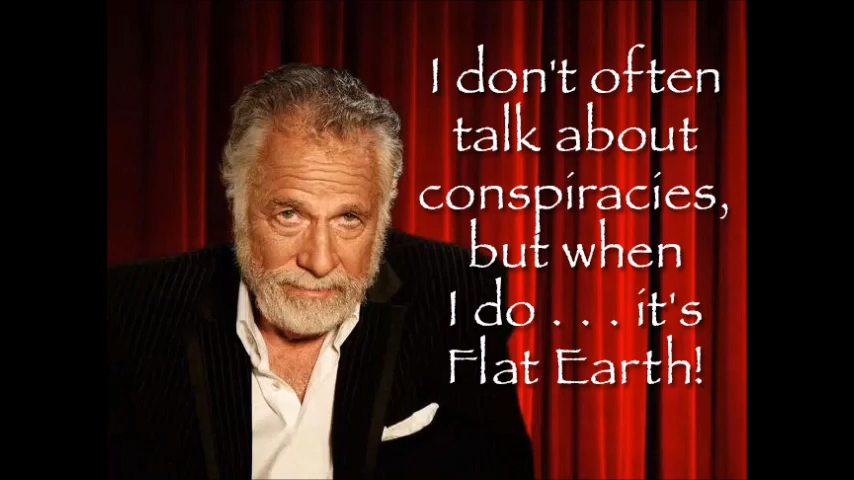 I don't often
talk about
conspiracies,
but when
I do . . . it's
Flat Earth!